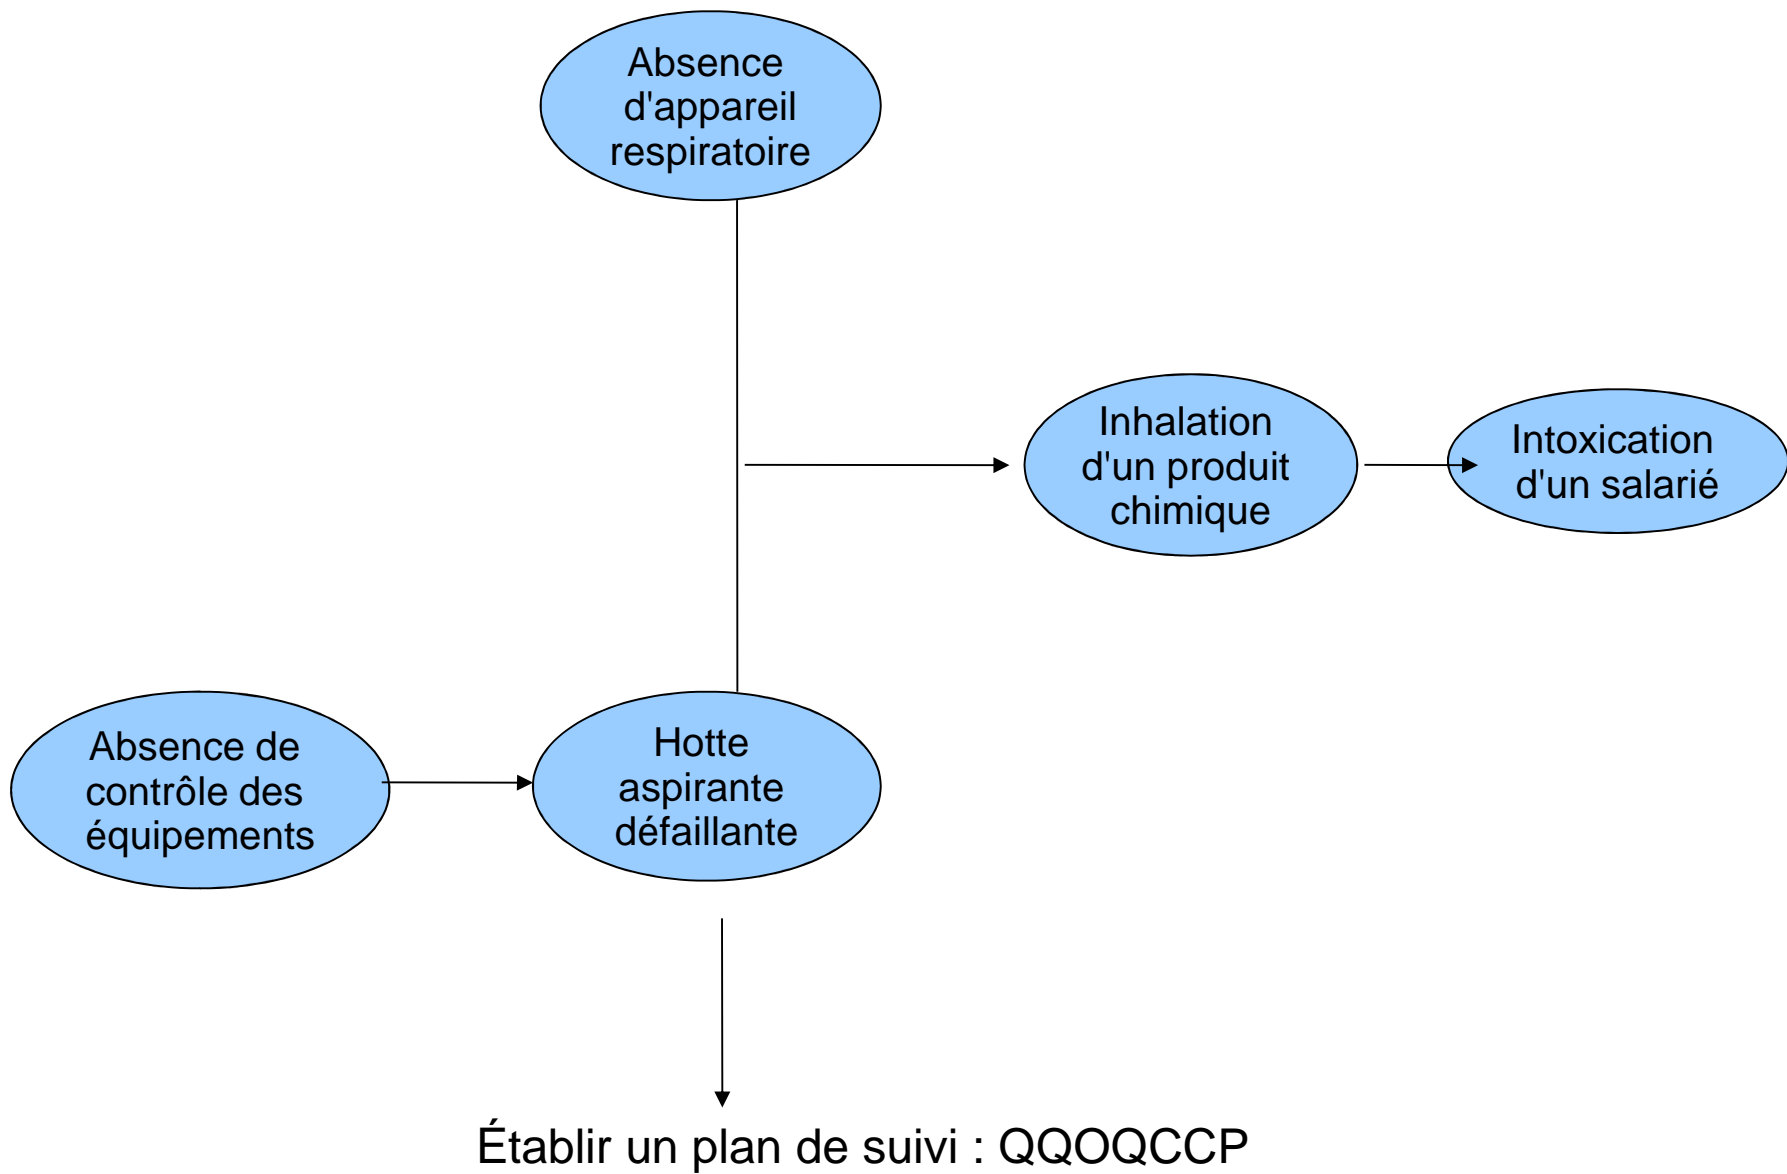 Absence
d'appareil
respiratoire
Inhalation
d'un produit
chimique
Intoxication
d'un salarié
Absence de
contrôle des
équipements
Hotte
aspirante
défaillante
Établir un plan de suivi : QQOQCCP